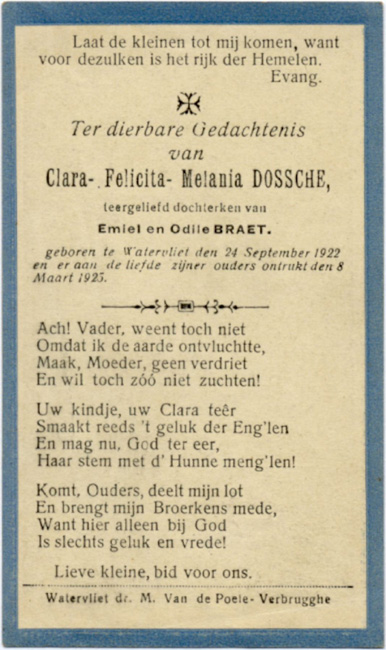 Laat de kleinen tot mij komen, want
voor dezulken is het rijk der Hemelen.
Evang.
Ter dierbare Gedachtenis
van
Clara- Felicita- Melania DOSSCHE,
teergeliefd dochterken van
Emiel en Odile BRAET.
geboren te Watervliet den 24 September 1922
en er aan de liefde zijner ouders ontrukt den 8
Maart 1923.
Ach! Vader, weent toch niet
Omdat ik de aarde ontvluchtte,
Maak, Moeder, geen verdriet
En wil toch zóó niet zuchten!
Uw kindje, uw Clara teêr
Smaakt reeds 't geluk der Eng'len
En mag nu, God ter eer,
Haar stem met d' Hunne meng'len!
Komt, Ouders, deelt mijn lot
En brengt mijn Broerkens mede,
Want hier alleen bij God
Is slechts geluk en vrede!
Lieve kleine, bid voor ons.
Watervliet dr. M. Van de Poele- Verbrugghe